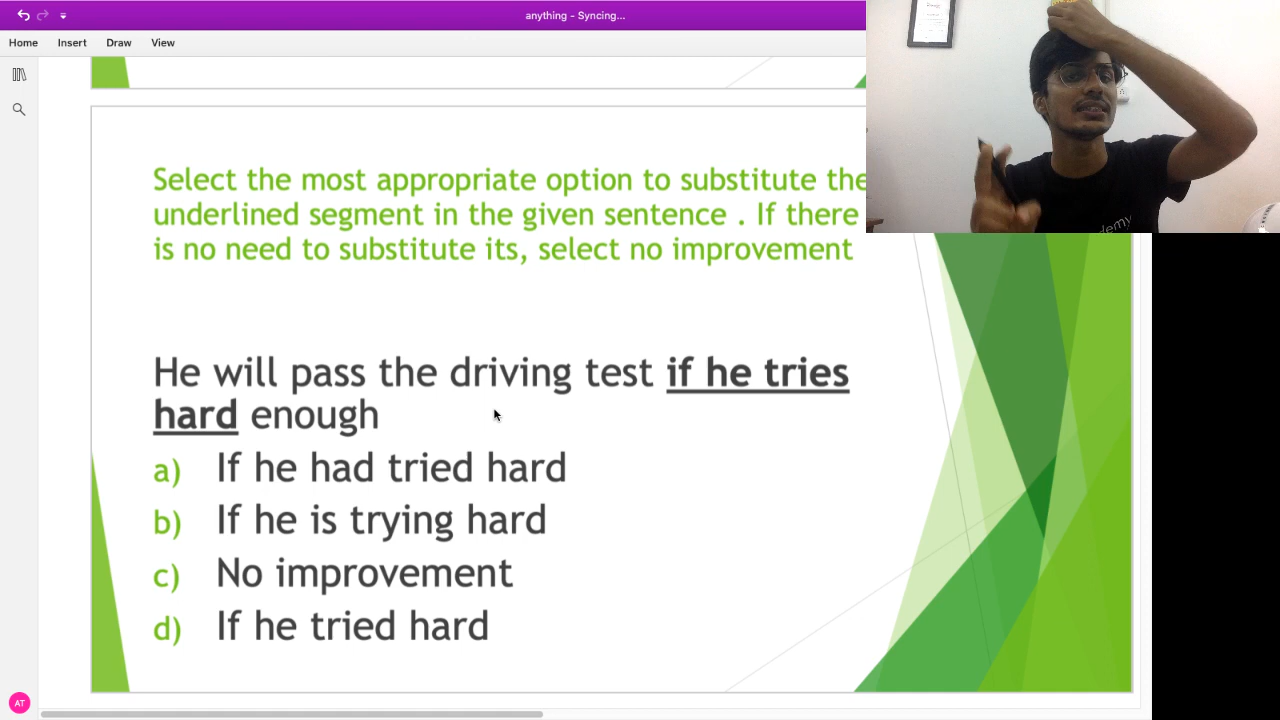 anything – Syncing...
Home Insert Draw View
Select the most appropriate option to substitute the
underlined segment in the given sentence . If there
is no need to substitute its, select no improvement
He will pass the driving test if he tries
hard enough
a) If he had tried hard
b) If he is trying hard
c) No improvement
d) If he tried hard
AT